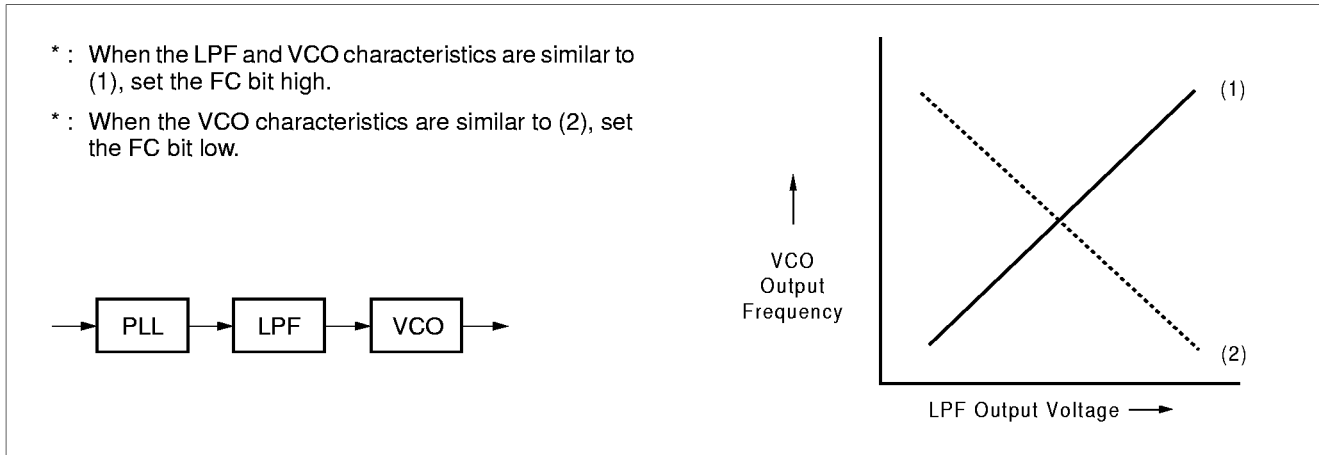 * : When the LPF and VCO characteristics are similar to
(1), set the FC bit high.
* : When the VCO characteristics are similar to (2), set
the FC bit low.
PLL
LPF
VCO
VCO
Output
Frequency
(1)
(2)
LPF Output Voltage